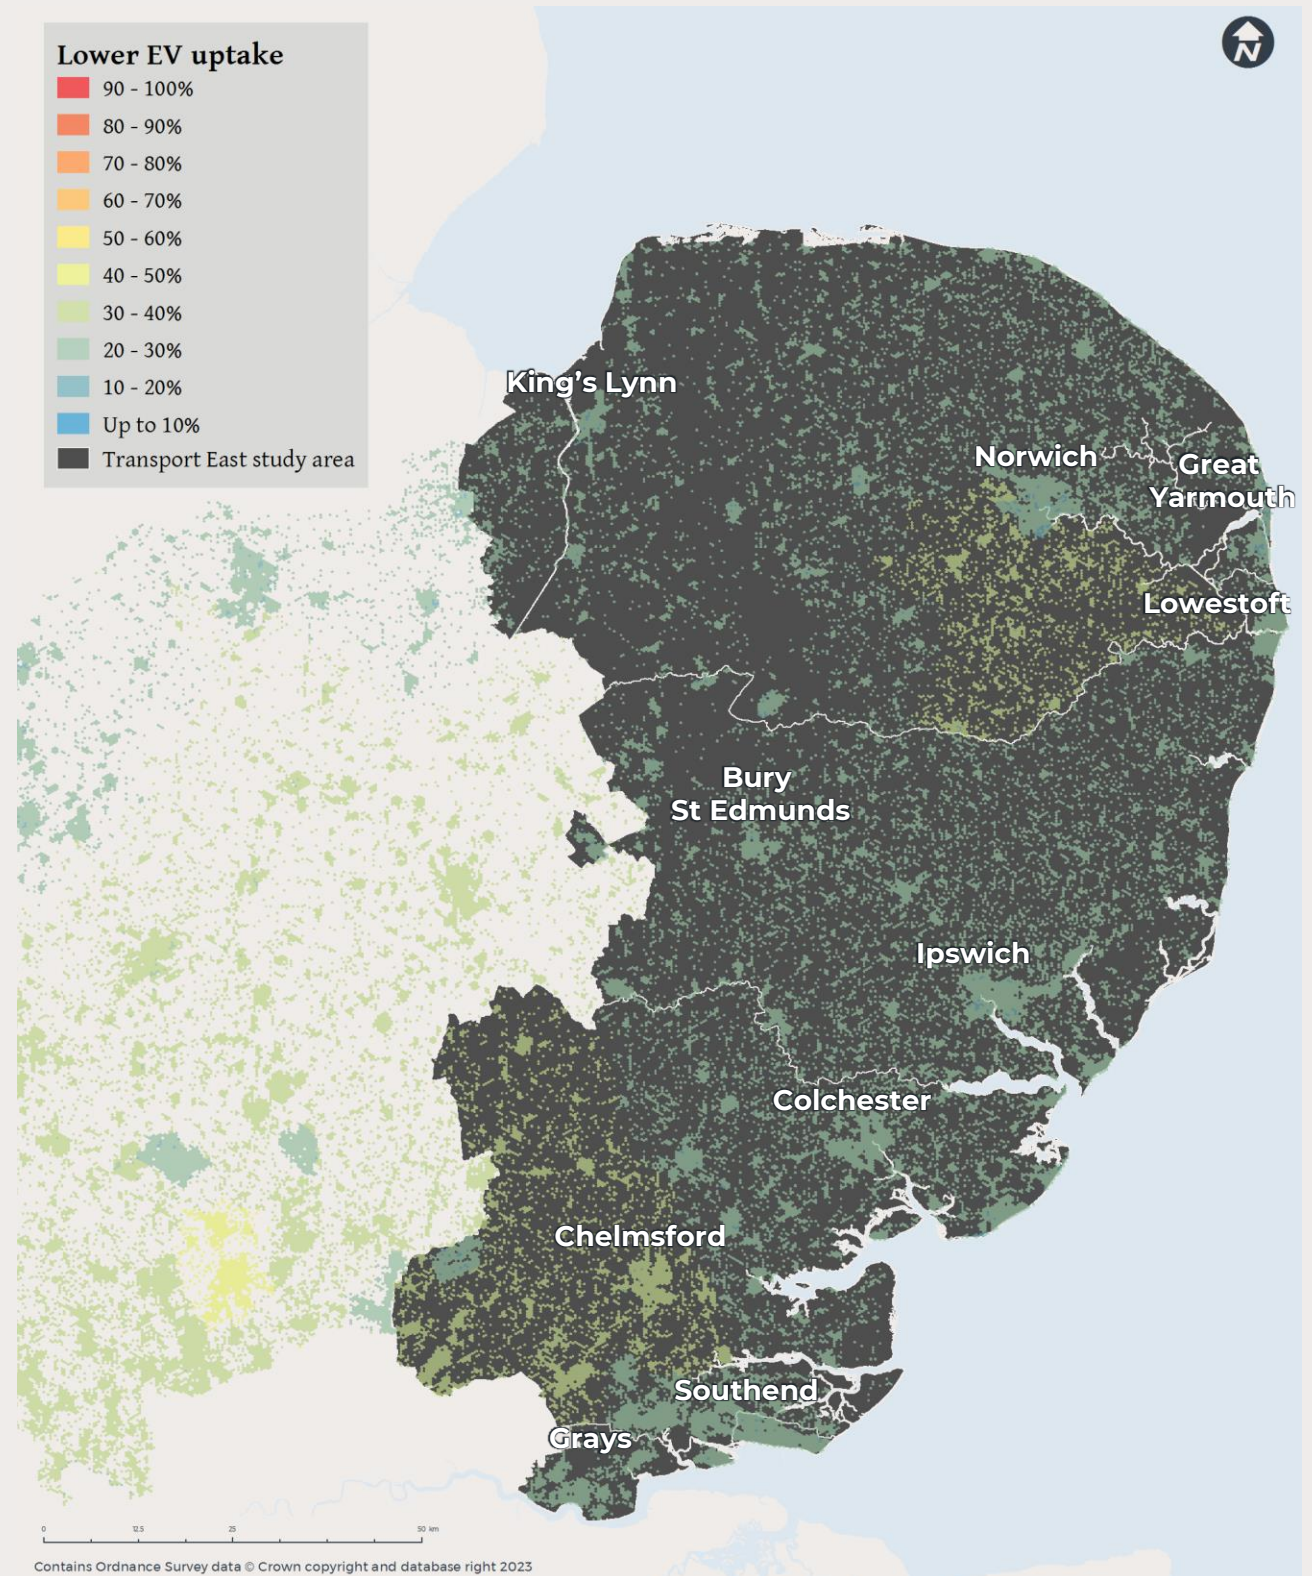 Lower EV uptake
90 - 100%
80 - 90%
70 - 80%
60 - 70%
50 - 60%
40 - 50%
30 - 40%
20 - 30%
10 - 20%
Up to 10%
Transport East study area
N
King's Lynn
Norwich
Great
Yarmouth
Lowestoft
Bury
St Edmunds
Ipswich
Colchester
Chelmsford
Southend
Grays
0 12.5 25 50 km
Contains Ordnance Survey data © Crown copyright and database right 2023